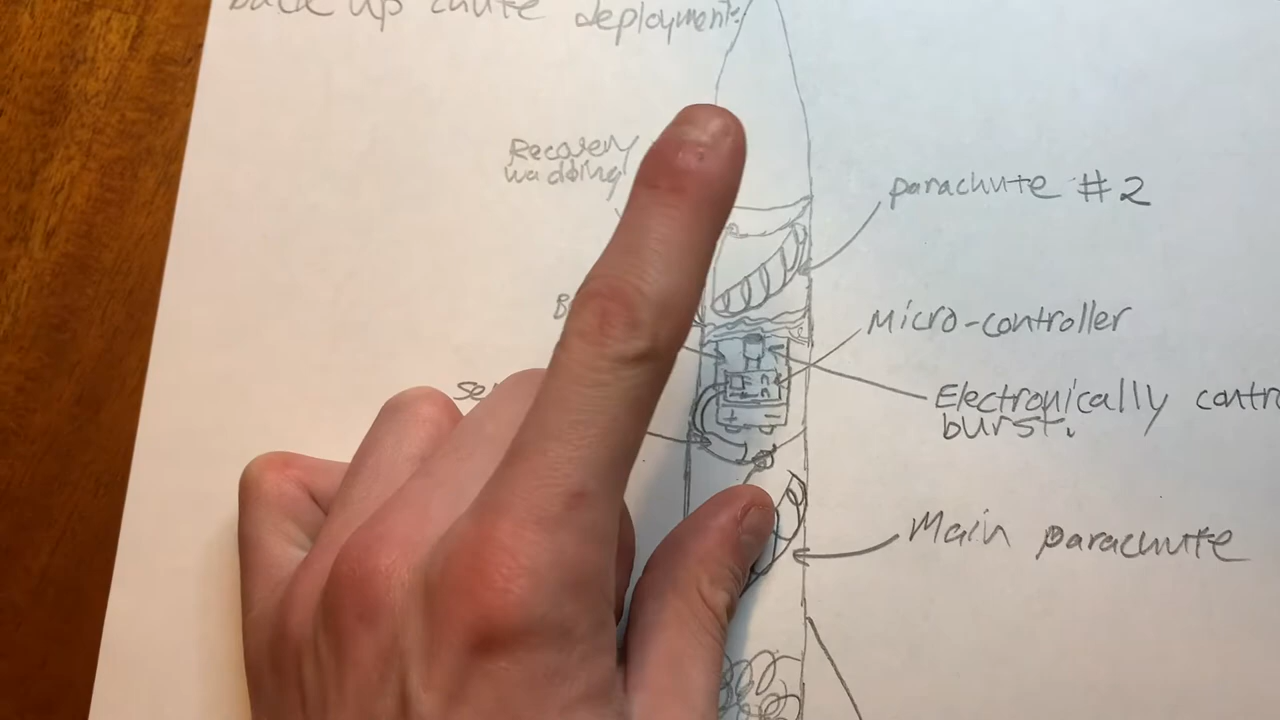 back up chute deployment:
Recovery
wadding
parachute #2
Micro-controller
Electronically
burst.
Main parachute